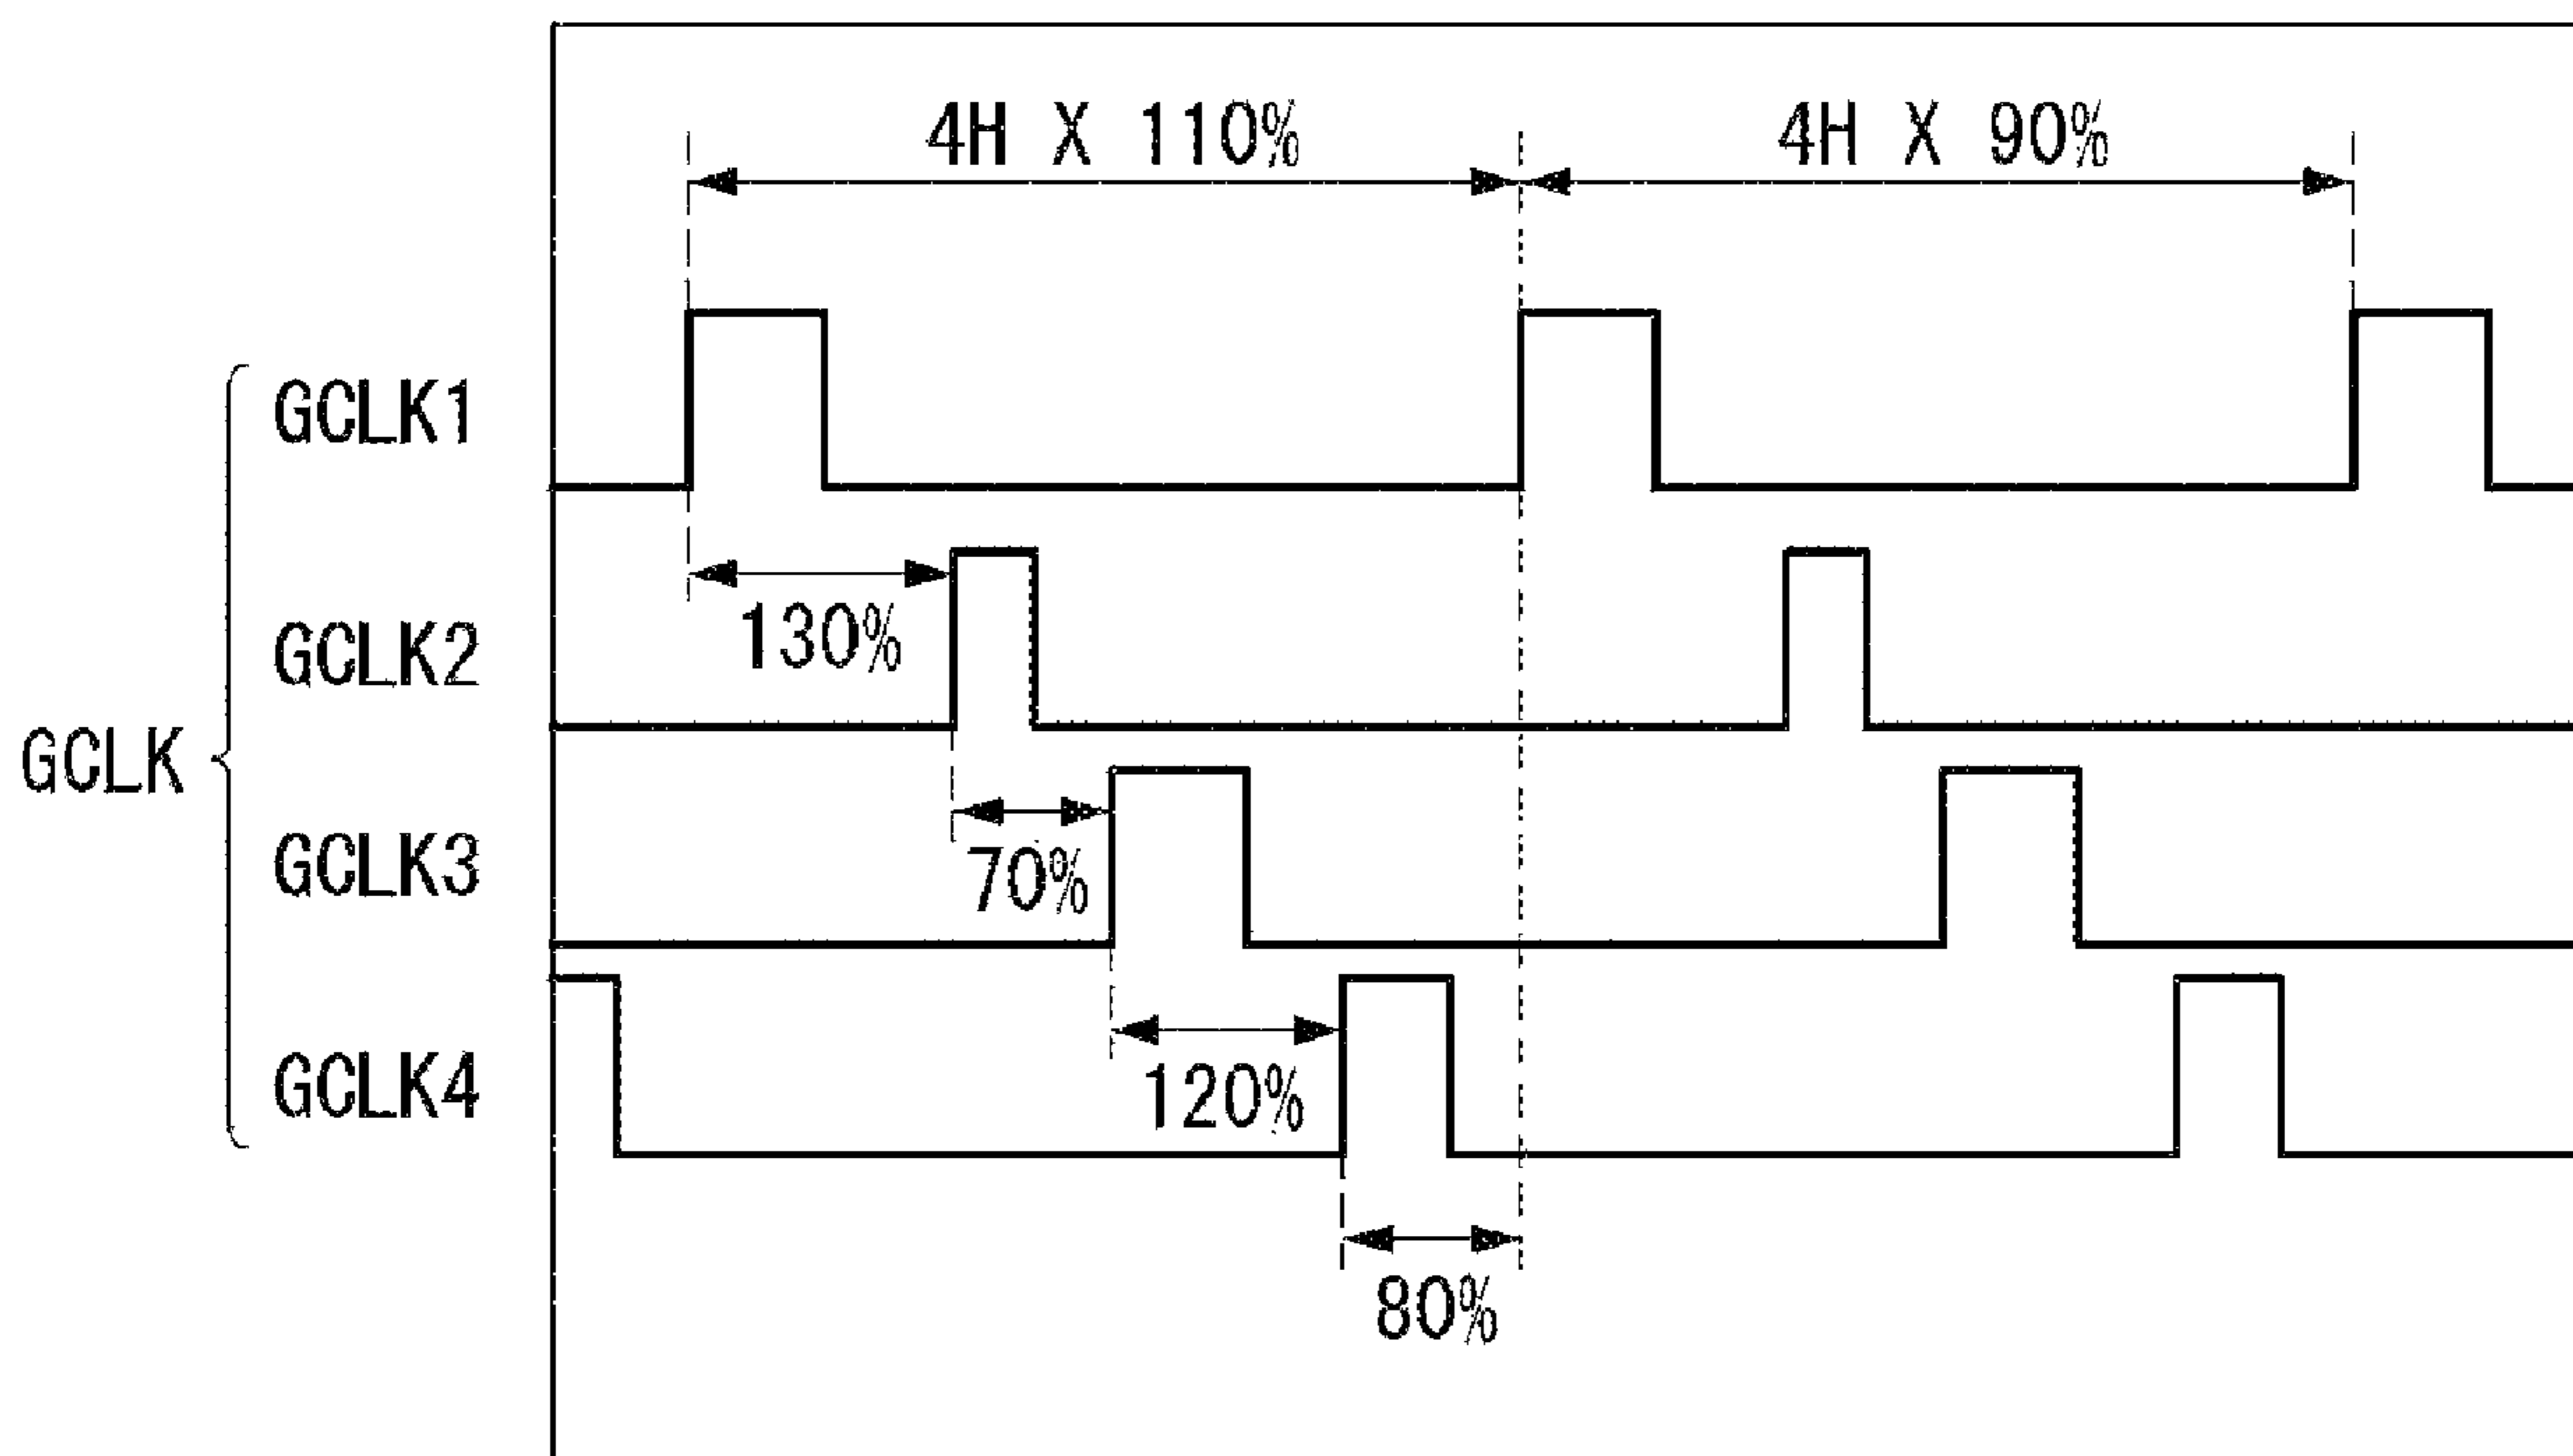 4H X 110%
4H X 90%
GCLK1
130%
GCLK2
GCLK
70%
GCLK3
120%
GCLK4
80%